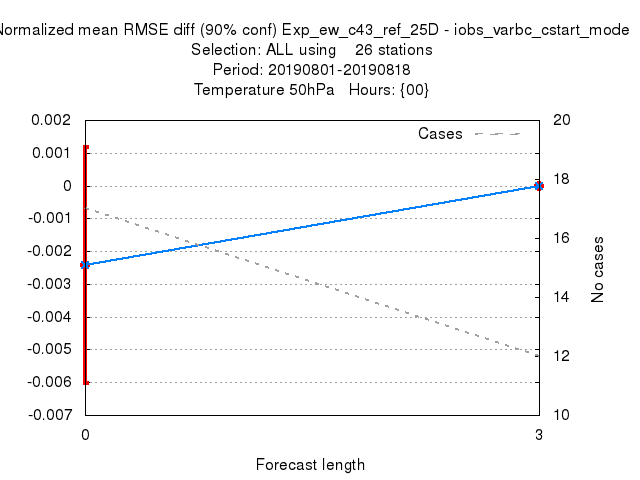 Normalized mean RMSE diff (90% conf) Exp_ew_c43_ref_25D - iobs_varbc_cstart_mode
Selection: ALL using 26 stations
Period: 20190801-20190818
Temperature 50hPa Hours: {00}
Cases
0.002
0.001
0
-0.001
-0.002
-0.003
-0.004
-0.005
-0.006
-0.007
20
18
16
14
12
10
No cases
0
3
Forecast length